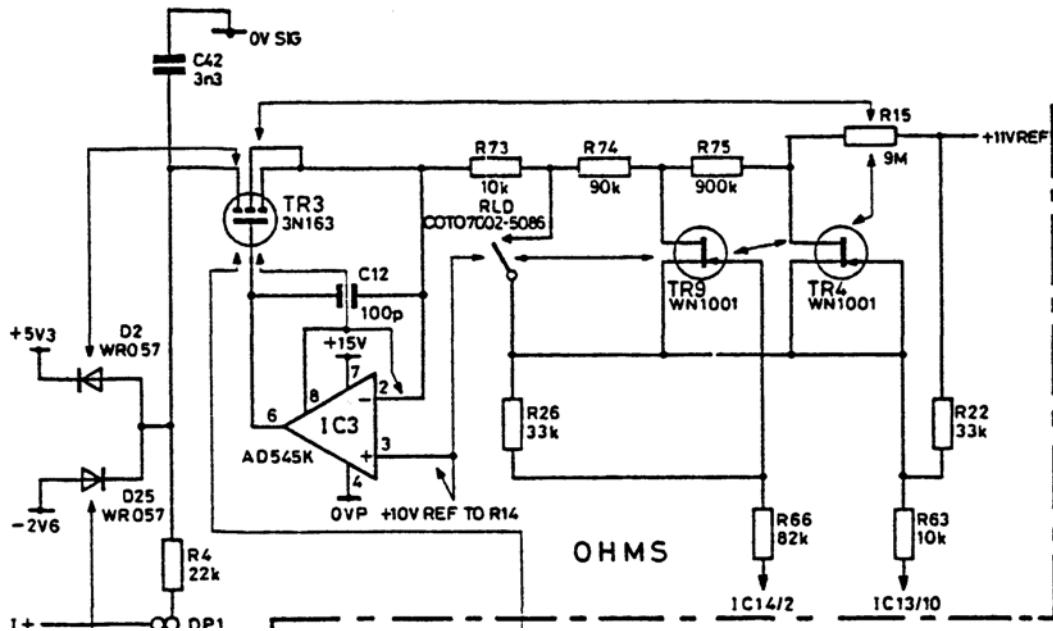 0V SIG
C42
3n3
R15
+11V REF
9M
R73
10k
R74
90k
R75
900k
TR3
3N163
RLD
COTO7002-5086
TR9
WN1001
TR4
WN1001
C12
100p
+5V3
D2
WR057
+15V
7
8
2
6
IC3
-
3
+
AD545K
4
0VP
+10V REF TO R14
D25
WR057
-2V6
R26
33k
R22
33k
R4
22k
OHMS
R66
82k
R63
10k
IC14/2
IC13/10
I+
DP1